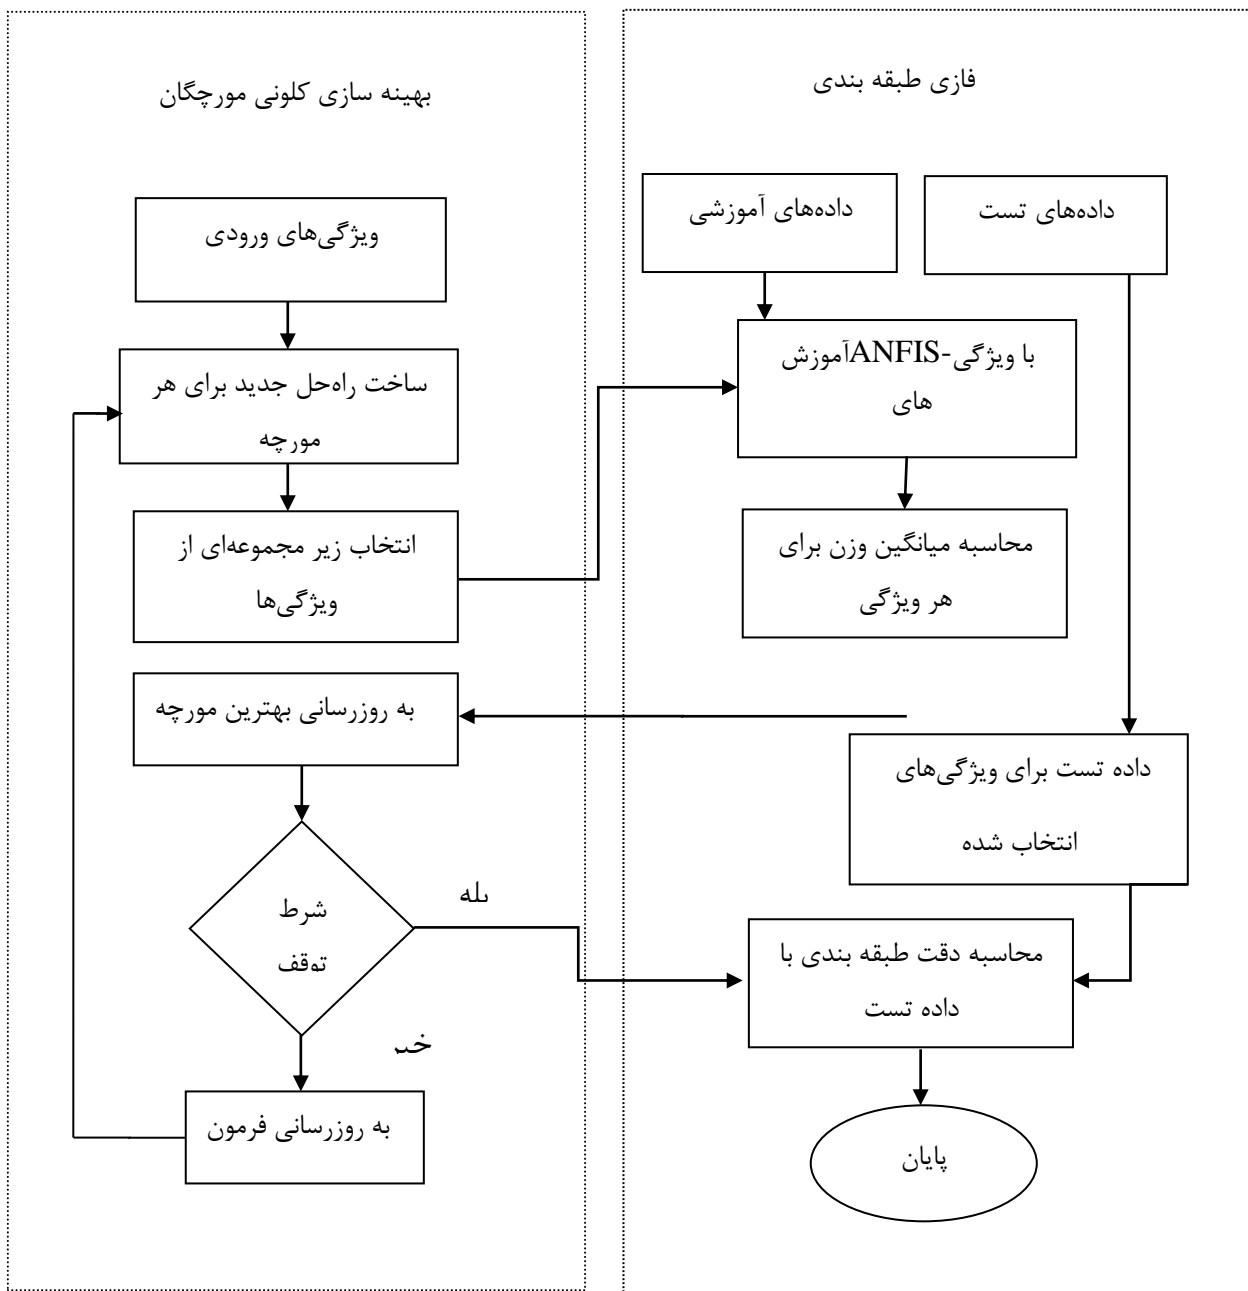 فازی طبقه بندی
بهینه سازی کلونی مورچگان
داده‌های تست
داده‌های آموزشی
ویژگی‌های ورودی
با ویژگی-ANFISآموزش
های
ساخت راه‌حل جدید برای هر
مورچه
محاسبه میانگین وزن برای
هر ویژگی
انتخاب زیر مجموعه‌ای از
ویژگی‌ها
به روزرسانی بهترین مورچه
داده تست برای ویژگی‌های
انتخاب شده
بله
شرط
توقف
محاسبه دقت طبقه بندی با
داده تست
به روزرسانی فرمون
پایان